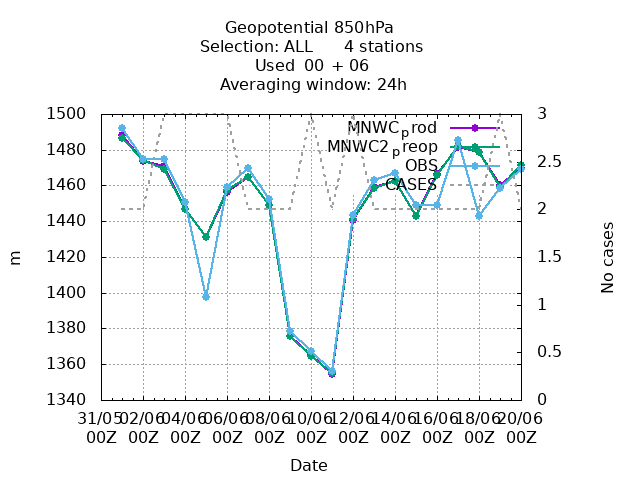 Geopotential 850hPa
Selection: ALL 4 stations
Used 00 + 06
Averaging window: 24h
1500
1480
1460
1440
1420
1400
1380
1360
1340
m
3
2.5
2
1.5
1
0.5
0
No cases
MNWCprod
MNWC2preop
OBS
CASES
31/05 02/06 04/06 06/06 08/06 10/06 12/06 14/06 16/06 18/06 20/06
00Z 00Z 00Z 00Z 00Z 00Z 00Z 00Z 00Z 00Z 00Z
Date